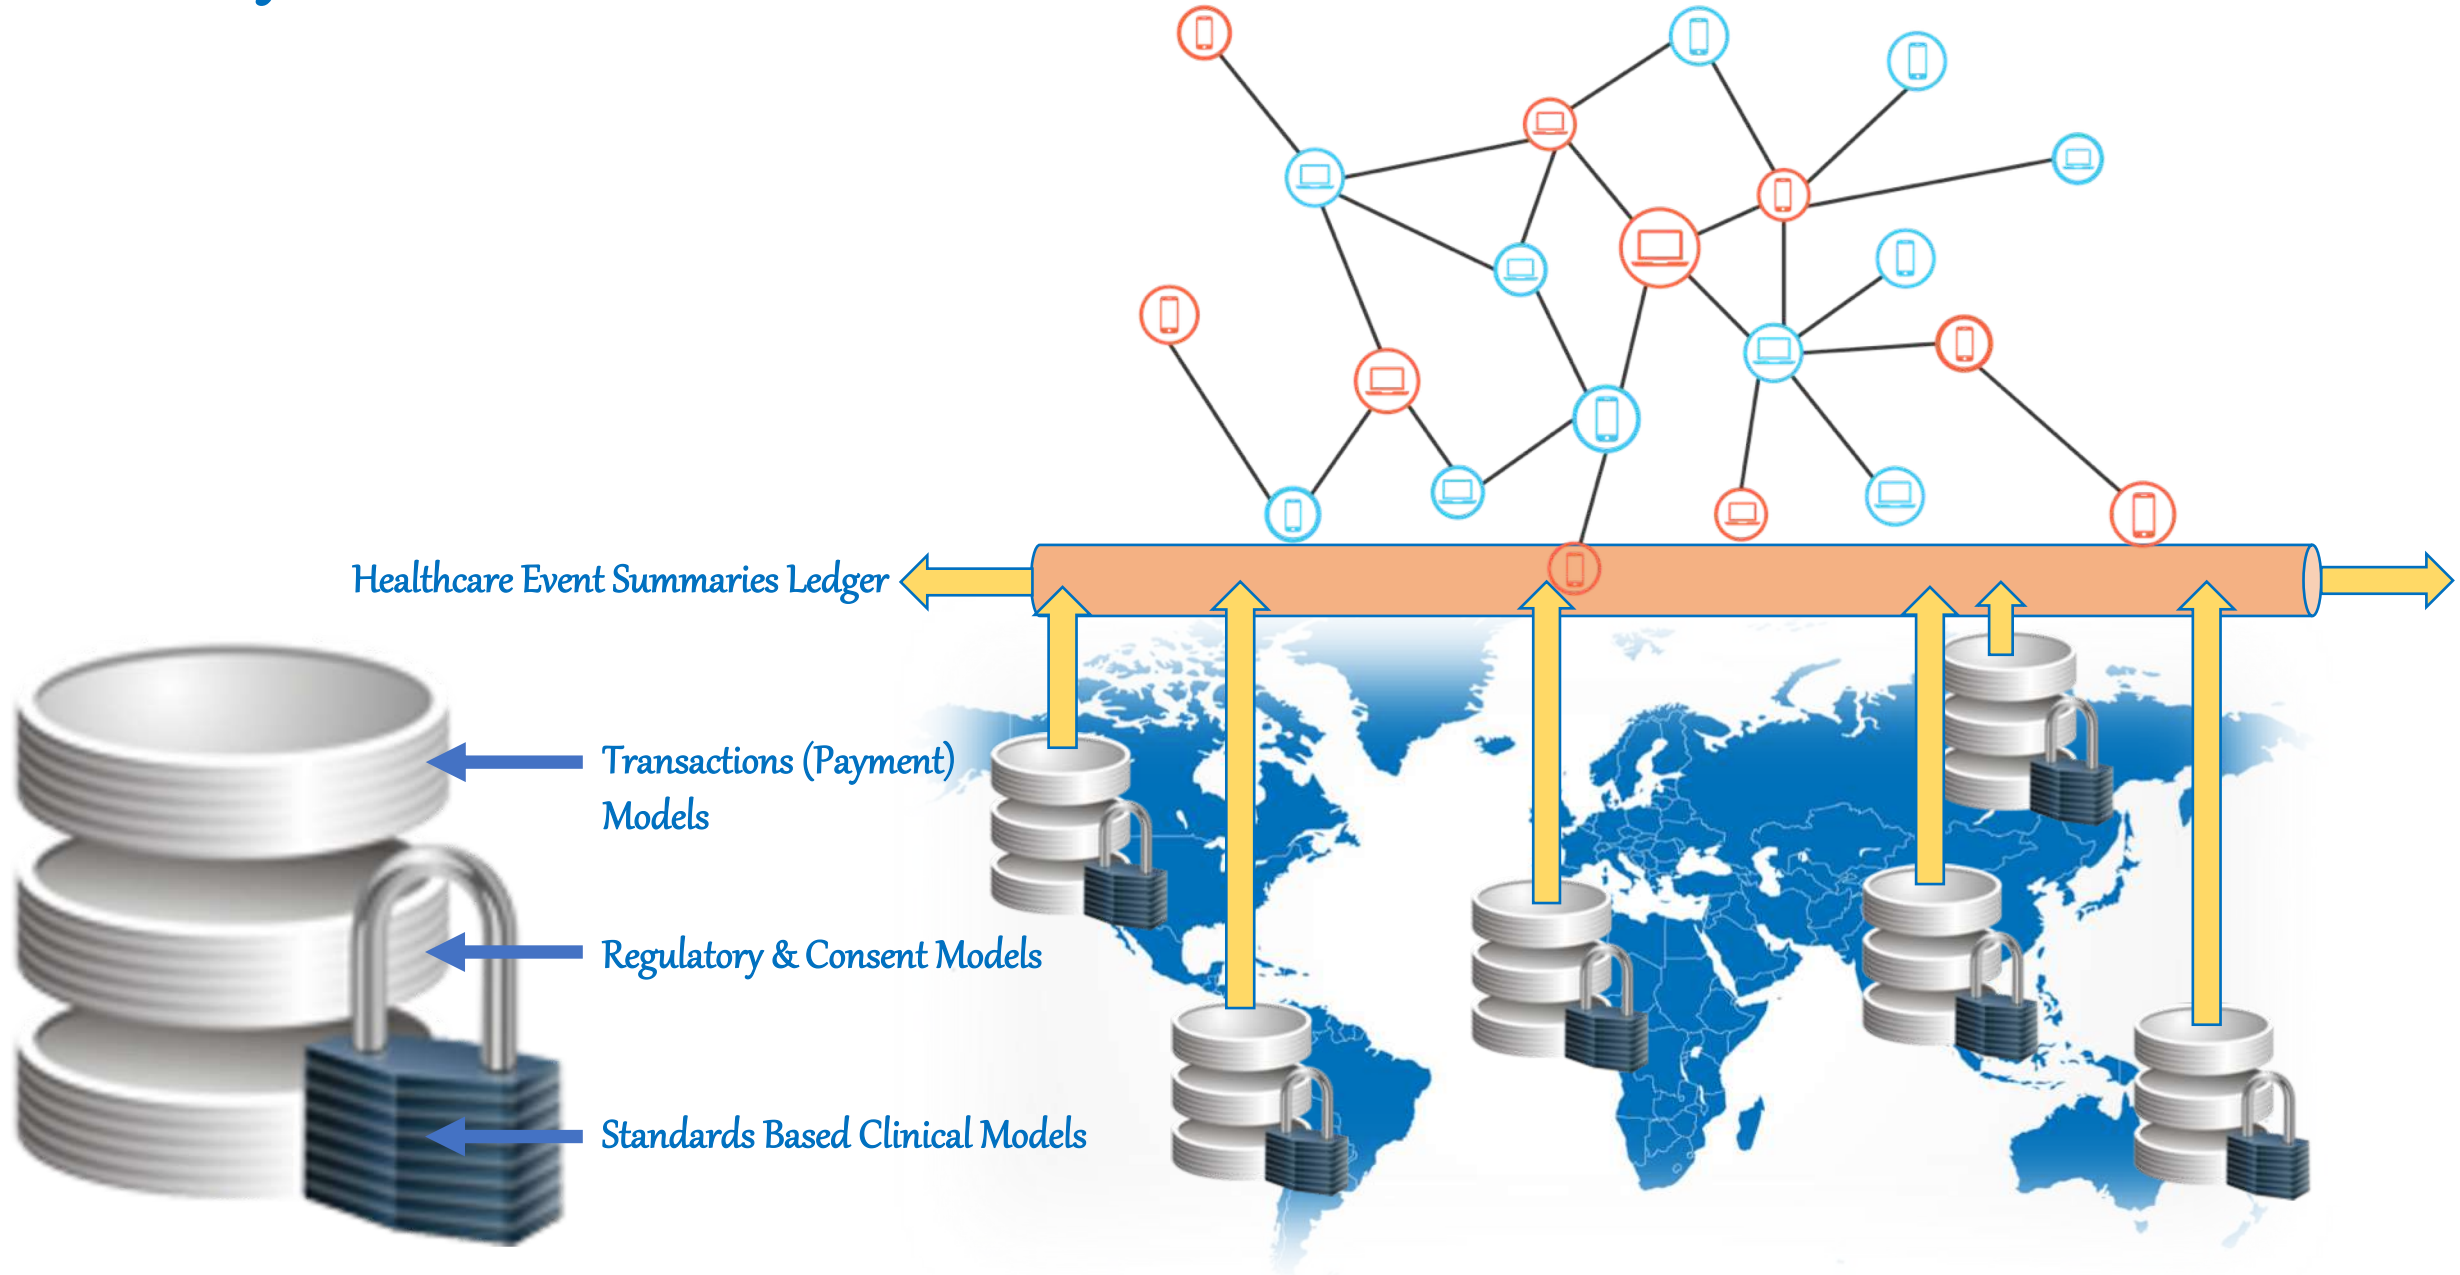 Healthcare Event Summaries Ledger
Transactions (Payment)
Models
Regulatory & Consent Models
Standards Based Clinical Models